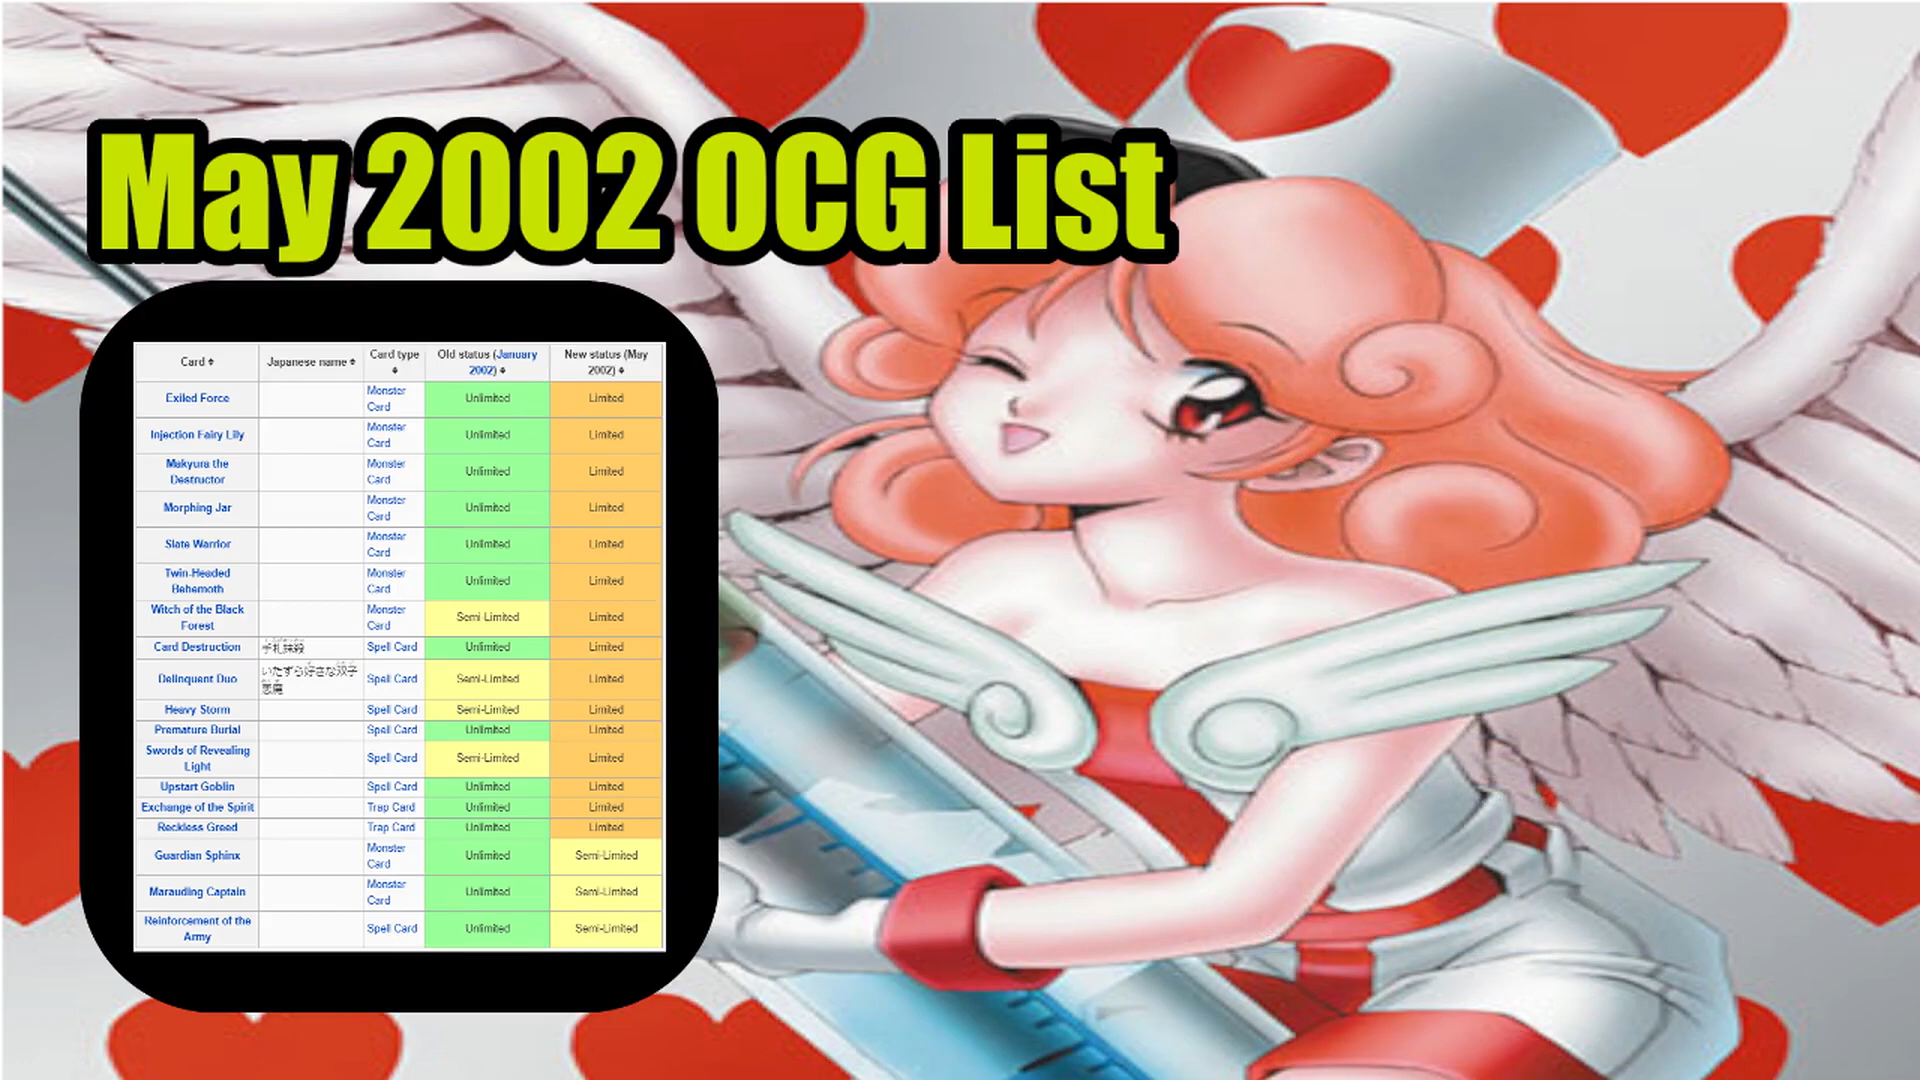 May 2002 OCG List
Card Japanese name Card type Old status (January 2002) New status (May 2002)
Exiled Force Monster Card Unlimited Limited
Injection Fairy Lily Monster Card Unlimited Limited
Makyura the Destructor Monster Card Unlimited Limited
Morphing Jar Monster Card Unlimited Limited
Slate Warrior Monster Card Unlimited Limited
Twin-Headed Behemoth Monster Card Unlimited Limited
Witch of the Black Forest Monster Card Semi-Limited Limited
Card Destruction 手札抹殺 Spell Card Unlimited Limited
Delinquent Duo いたずら好きな双子悪魔 Spell Card Semi-Limited Limited
Heavy Storm Spell Card Semi-Limited Limited
Premature Burial Spell Card Unlimited Limited
Swords of Revealing Light Spell Card Semi-Limited Limited
Upstart Goblin Spell Card Unlimited Limited
Exchange of the Spirit Trap Card Unlimited Limited
Reckless Greed Trap Card Unlimited Limited
Guardian Sphinx Monster Card Unlimited Semi-Limited
Marauding Captain Monster Card Unlimited Semi-Limited
Reinforcement of the Army Spell Card Unlimited Semi-Limited